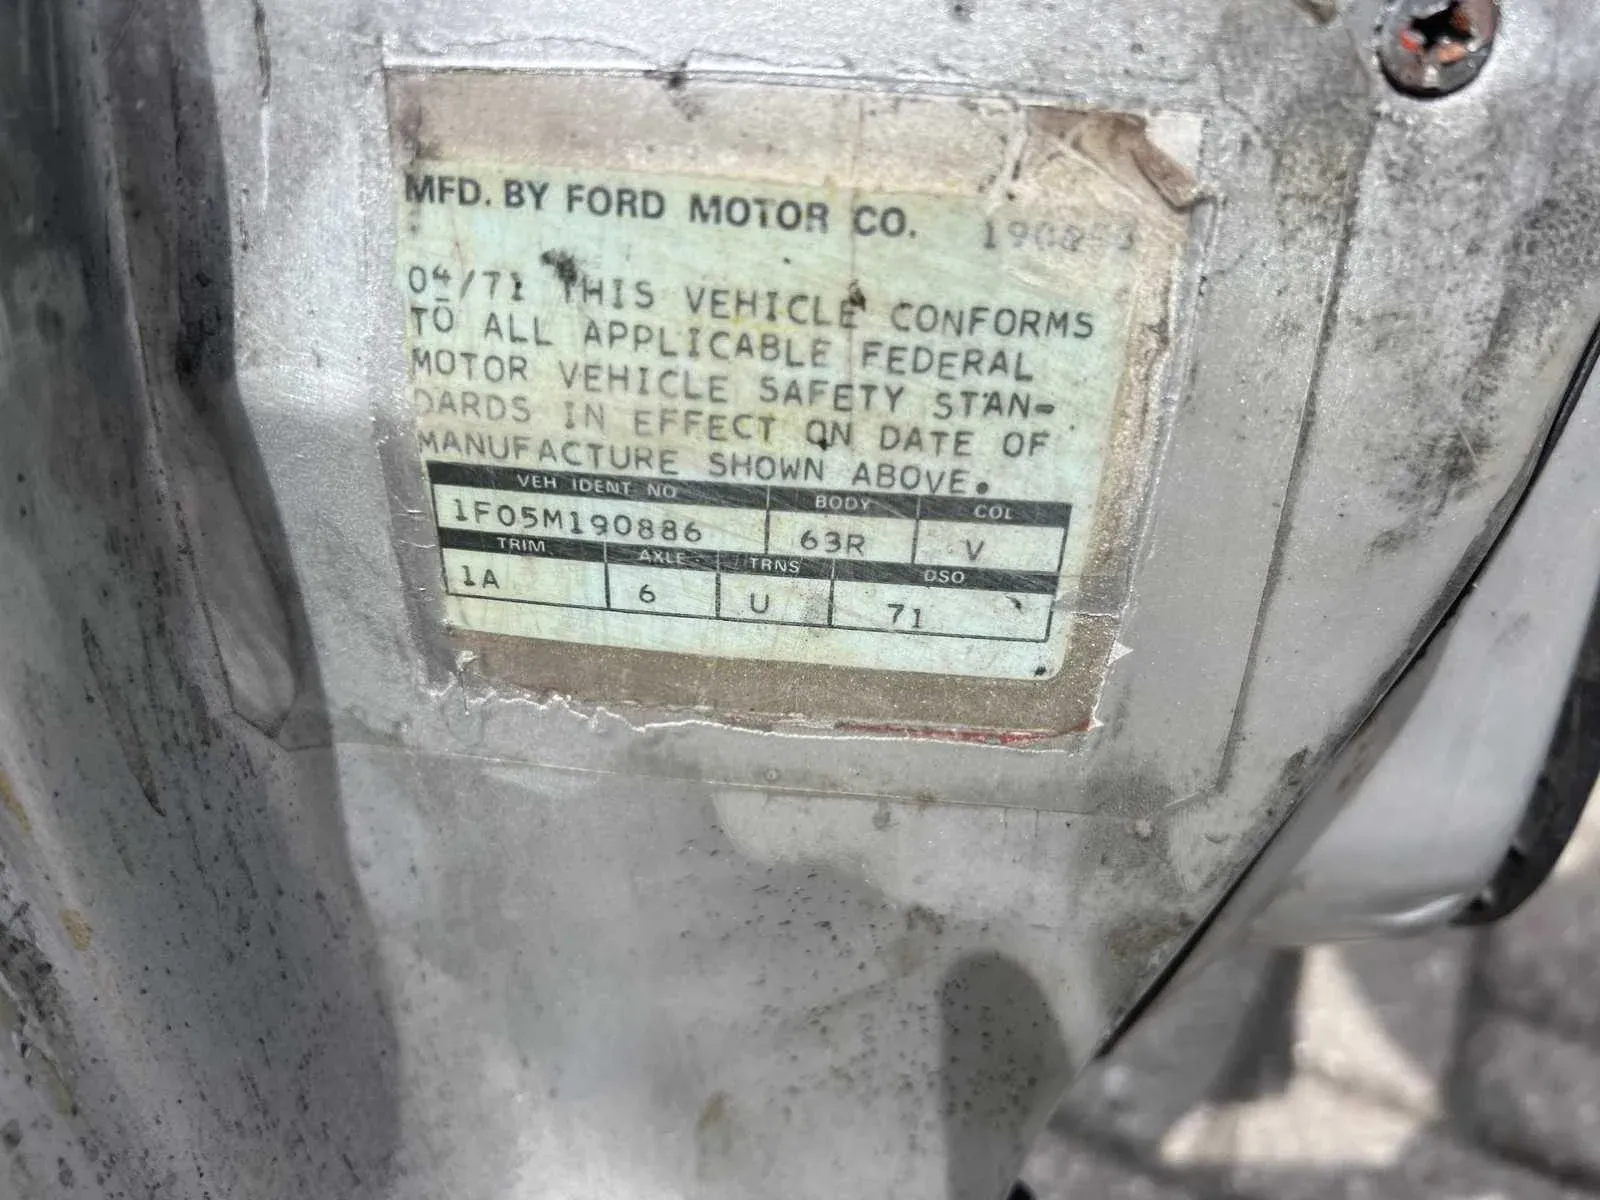 MFD. BY FORD MOTOR CO.
04/71 THIS VEHICLE CONFORMS
TO ALL APPLICABLE FEDERAL
MOTOR VEHICLE SAFETY STAN-
DARDS IN EFFECT ON DATE OF
MANUFACTURE SHOWN ABOVE.
VEH IDENT NO BODY COL
1F05M190886 63R V
TRIM AXLE TRNS DSO
1A 6 U 71